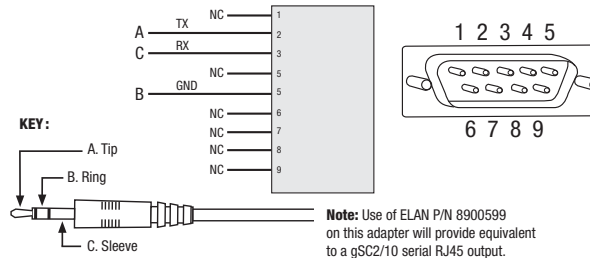 NC 1
A TX 2
C RX 3
NC 5
B GND 5
NC 6
NC 7
NC 8
NC 9
1 2 3 4 5
6 7 8 9
KEY:
A. Tip
B. Ring
C. Sleeve
Note: Use of ELAN P/N 8900599
on this adapter will provide equivalent
to a gSC2/10 serial RJ45 output.